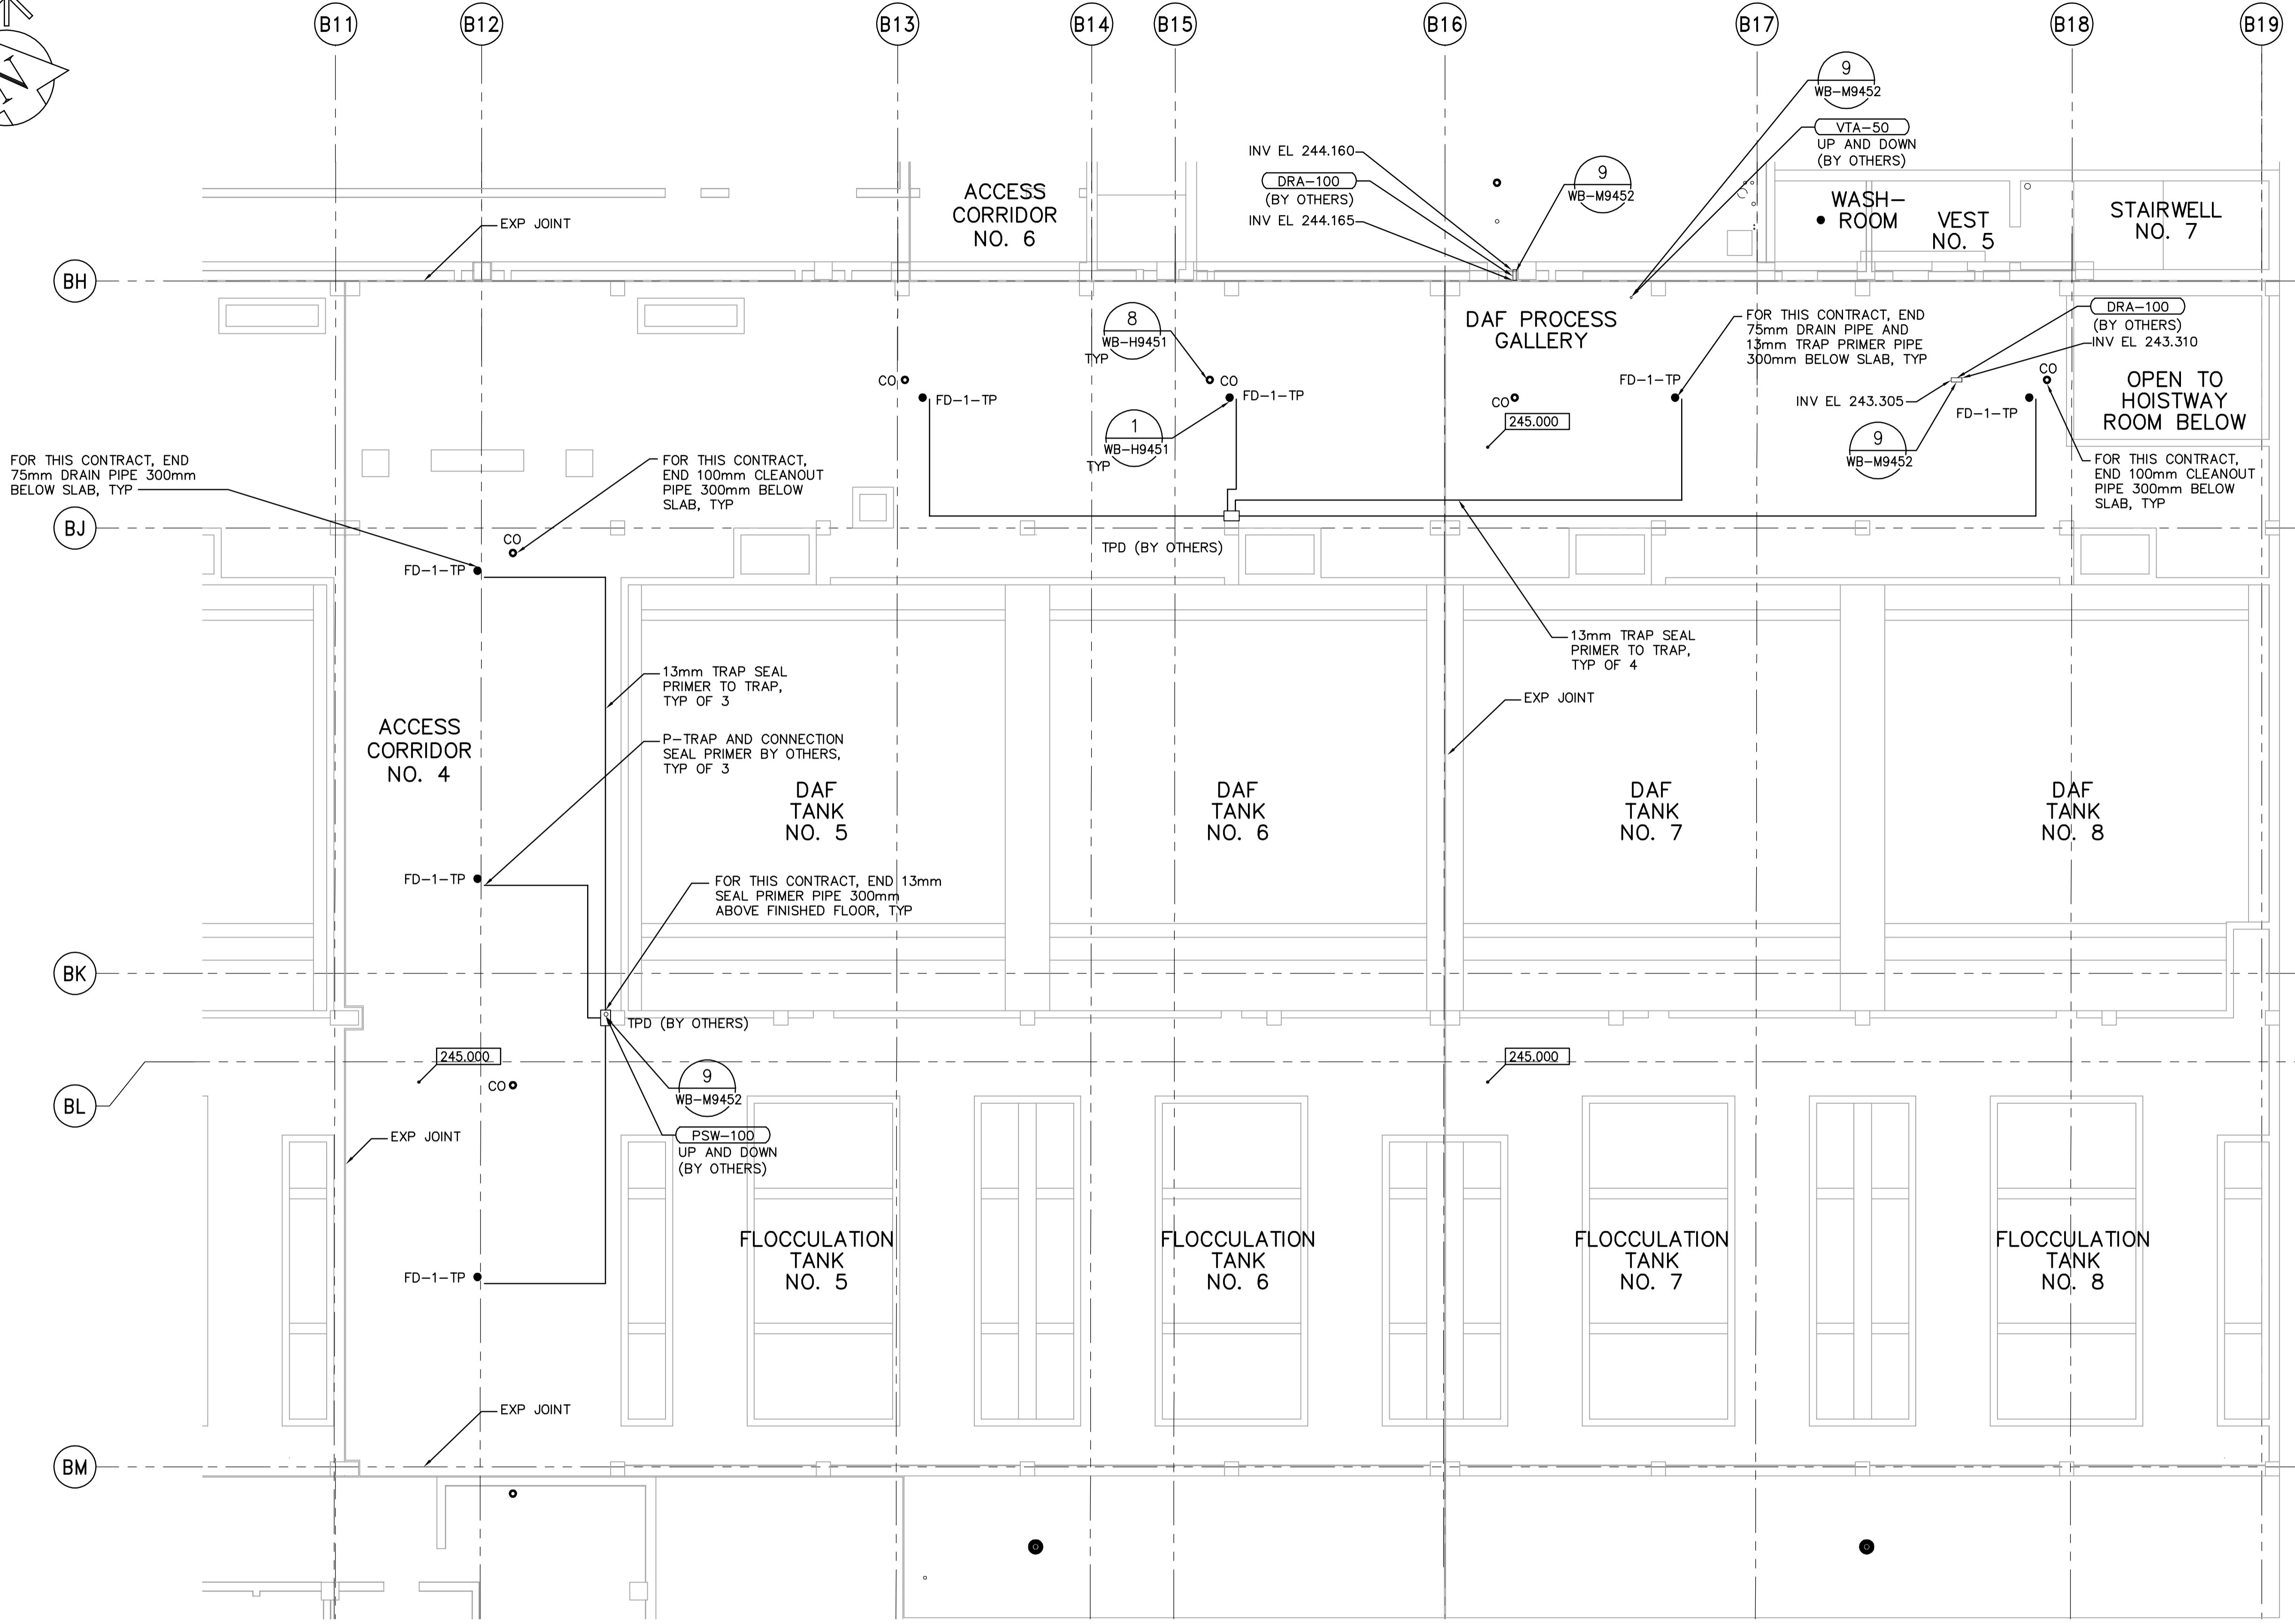 B11
B12
B13
B14
B15
B16
B17
B18
B19
N
9
WB-M9452
VTA-50
UP AND DOWN
(BY OTHERS)
INV EL 244.160
DRA-100
(BY OTHERS)
INV EL 244.165
9
WB-M9452
ACCESS
CORRIDOR
NO. 6
WASH-
ROOM
VEST
NO. 5
STAIRWELL
NO. 7
EXP JOINT
BH
8
WB-H9451
TYP
DAF PROCESS
GALLERY
FOR THIS CONTRACT, END
75mm DRAIN PIPE AND
13mm TRAP PRIMER PIPE
300mm BELOW SLAB, TYP
DRA-100
(BY OTHERS)
INV EL 243.310
CO
FD-1-TP
CO
FD-1-TP
CO
FD-1-TP
INV EL 243.305
CO
FD-1-TP
OPEN TO
HOISTWAY
ROOM BELOW
1
WB-H9451
TYP
245.000
9
WB-M9452
FOR THIS CONTRACT, END
75mm DRAIN PIPE 300mm
BELOW SLAB, TYP
FOR THIS CONTRACT,
END 100mm CLEANOUT
PIPE 300mm BELOW
SLAB, TYP
FOR THIS CONTRACT,
END 100mm CLEANOUT
PIPE 300mm BELOW
SLAB, TYP
BJ
CO
FD-1-TP
TPD (BY OTHERS)
13mm TRAP SEAL
PRIMER TO TRAP,
TYP OF 4
13mm TRAP SEAL
PRIMER TO TRAP,
TYP OF 3
EXP JOINT
ACCESS
CORRIDOR
NO. 4
P-TRAP AND CONNECTION
SEAL PRIMER BY OTHERS,
TYP OF 3
DAF
TANK
NO. 5
DAF
TANK
NO. 6
DAF
TANK
NO. 7
DAF
TANK
NO. 8
FD-1-TP
FOR THIS CONTRACT, END 13mm
SEAL PRIMER PIPE 300mm
ABOVE FINISHED FLOOR, TYP
BK
TPD (BY OTHERS)
245.000
245.000
CO
9
WB-M9452
BL
EXP JOINT
PSW-100
UP AND DOWN
(BY OTHERS)
FLOCCULATION
TANK
NO. 5
FLOCCULATION
TANK
NO. 6
FLOCCULATION
TANK
NO. 7
FLOCCULATION
TANK
NO. 8
FD-1-TP
EXP JOINT
BM